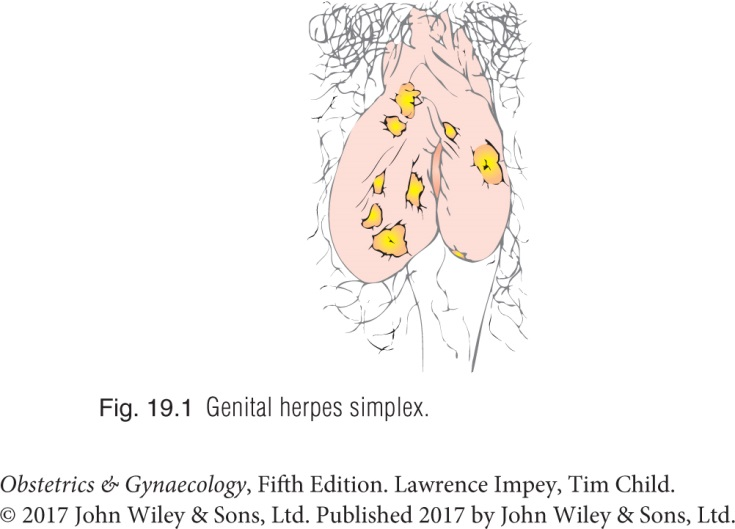 Fig. 19.1 Genital herpes simplex.
Obstetrics & Gynaecology, Fifth Edition. Lawrence Impey, Tim Child.
© 2017 John Wiley & Sons, Ltd. Published 2017 by John Wiley & Sons, Ltd.